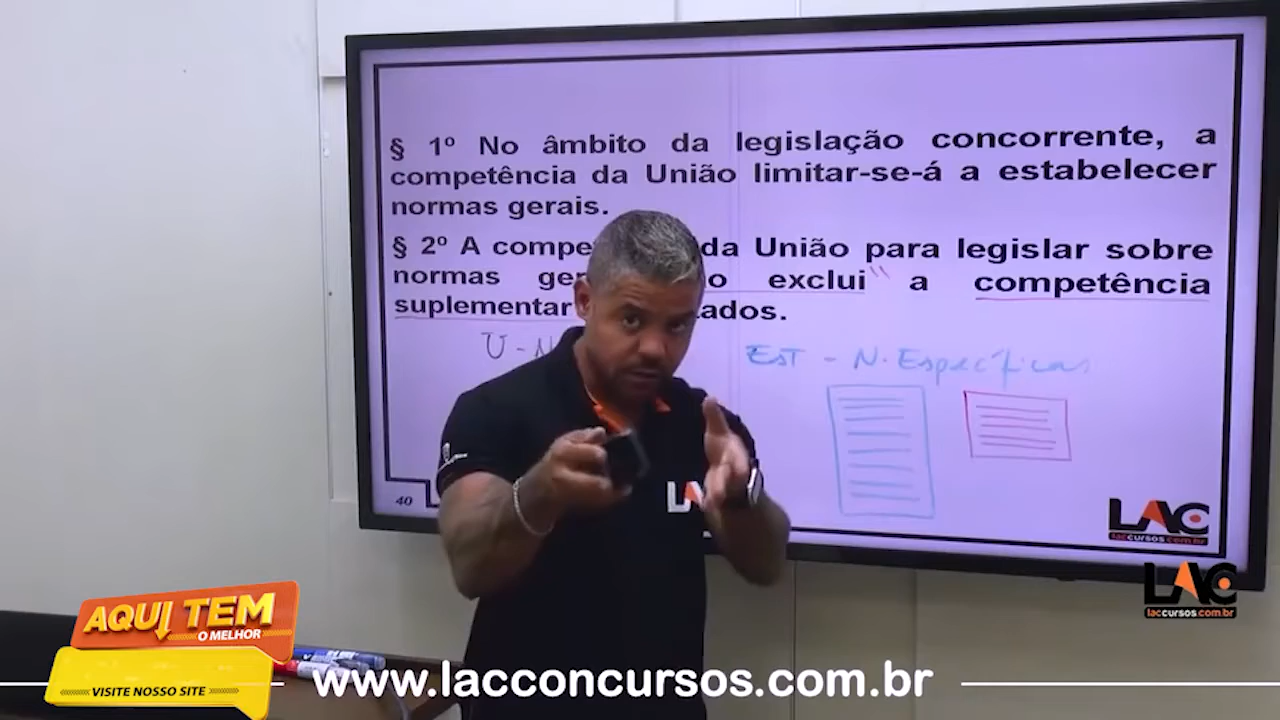 § 1º No âmbito da legislação concorrente, a
competência da União limitar-se-á a estabelecer
normas gerais.
§ 2º A compe da União para legislar sobre
normas ge o exclui a competência
suplementar tados.
U - N
EST - N. Específicas
40
LAC
laccursos.com.br
LAC
laccursos.com.br
AQUI TEM
O MELHOR
VISITE NOSSO SITE
www.lacconcursos.com.br